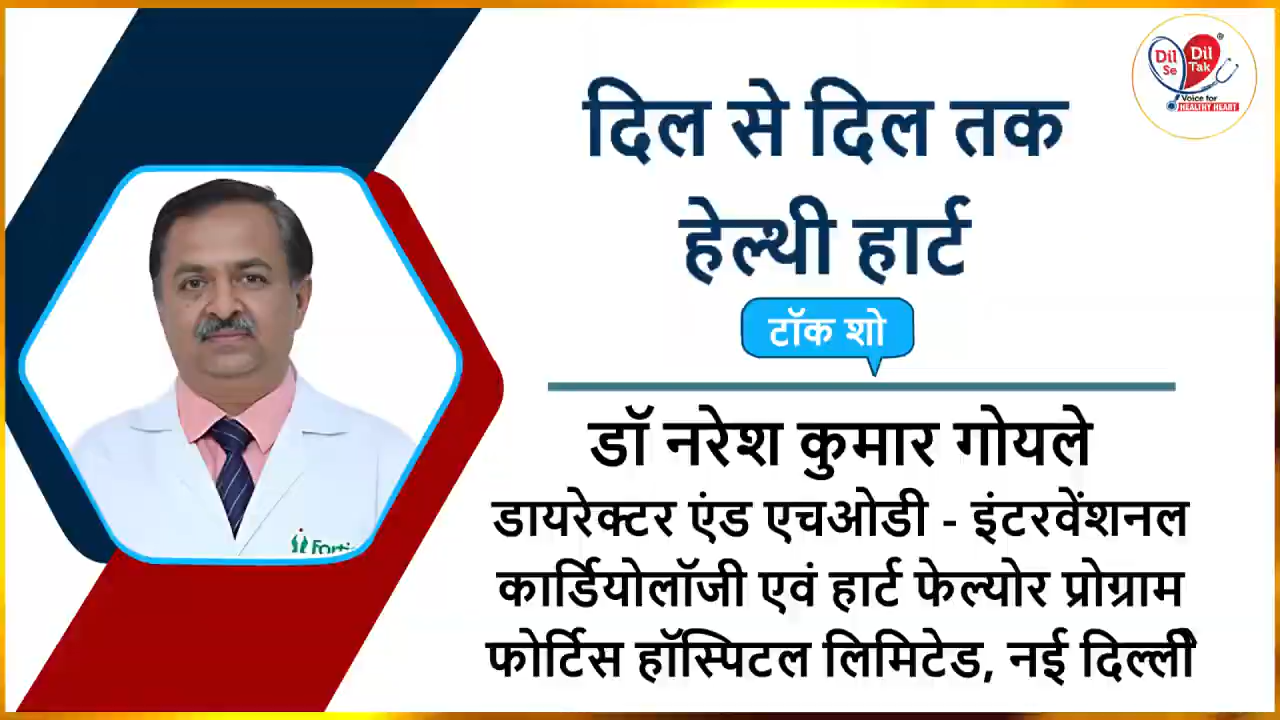 Dil Dil
Se Tak
Voice for
HEALTHY HEART
दिल से दिल तक
हेल्थी हार्ट
टॉक शो
डॉ नरेश कुमार गोयले
डायरेक्टर एंड एचओडी - इंटरवेंशनल
कार्डियोलॉजी एवं हार्ट फेल्योर प्रोग्राम
फोर्टिस हॉस्पिटल लिमिटेड, नई दिल्ली